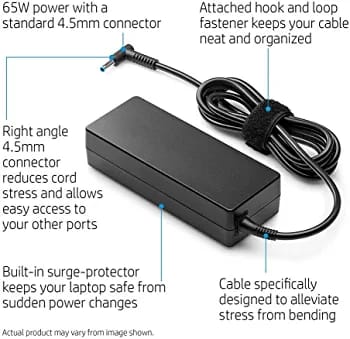 65W power with a
standard 4.5mm connector
Attached hook and loop
fastener keeps your cable
neat and organized
Right angle
4.5mm
connector
reduces cord
stress and allows
easy access to
your other ports
Built-in surge-protector
keeps your laptop safe from
sudden power changes
Cable specifically
designed to alleviate
stress from bending
Actual product may vary from image shown.